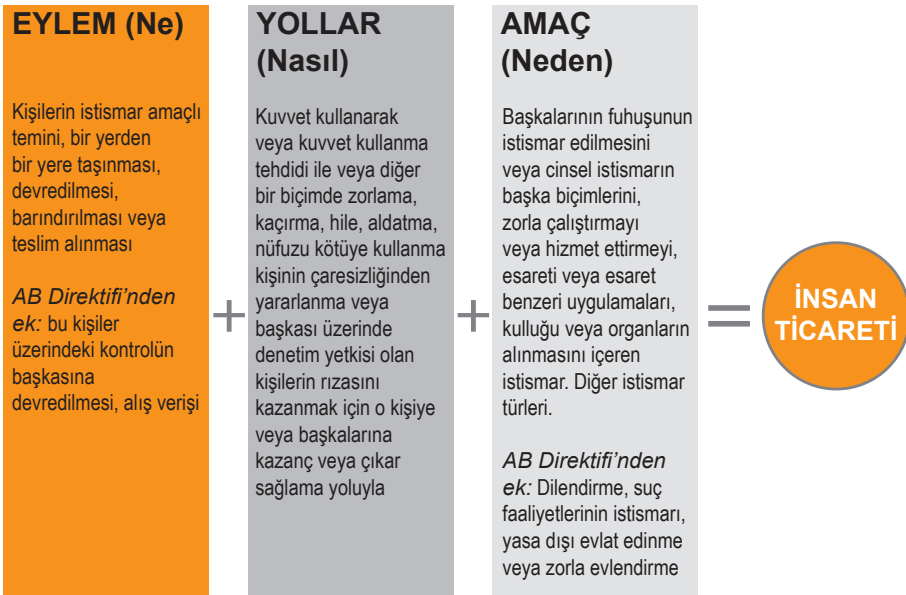 EYLEM (Ne)
Kişilerin istismar amaçlı
temini, bir yerden
bir yere taşınması,
devredilmesi,
barındırılması veya
teslim alınması
AB Direktifi’nden
ek: bu kişiler
üzerindeki kontrolün
başkasına
devredilmesi, alış verişi
+
YOLLAR
(Nasıl)
Kuvvet kullanarak
veya kuvvet kullanma
tehdidi ile veya diğer
bir biçimde zorlama,
kaçırma, hile, aldatma,
nüfuzu kötüye kullanma
kişinin çaresizliğinden
yararlanma veya
başkası üzerinde
denetim yetkisi olan
kişilerin rızasını
kazanmak için o kişiye
veya başkalarına
kazanç veya çıkar
sağlama yoluyla
+
AMAÇ
(Neden)
Başkalarının fuhuşunun
istismar edilmesini
veya cinsel istismarın
başka biçimlerini,
zorla çalıştırmayı
veya hizmet ettirmeyi,
esareti veya esaret
benzeri uygulamaları,
kulluğu veya organların
alınmasını içeren
istismar. Diğer istismar
türleri.
AB Direktifi’nden
ek: Dilendirme, suç
faaliyetlerinin istismarı,
yasa dışı evlat edinme
veya zorla evlendirme
=
İNSAN
TİCARETİ